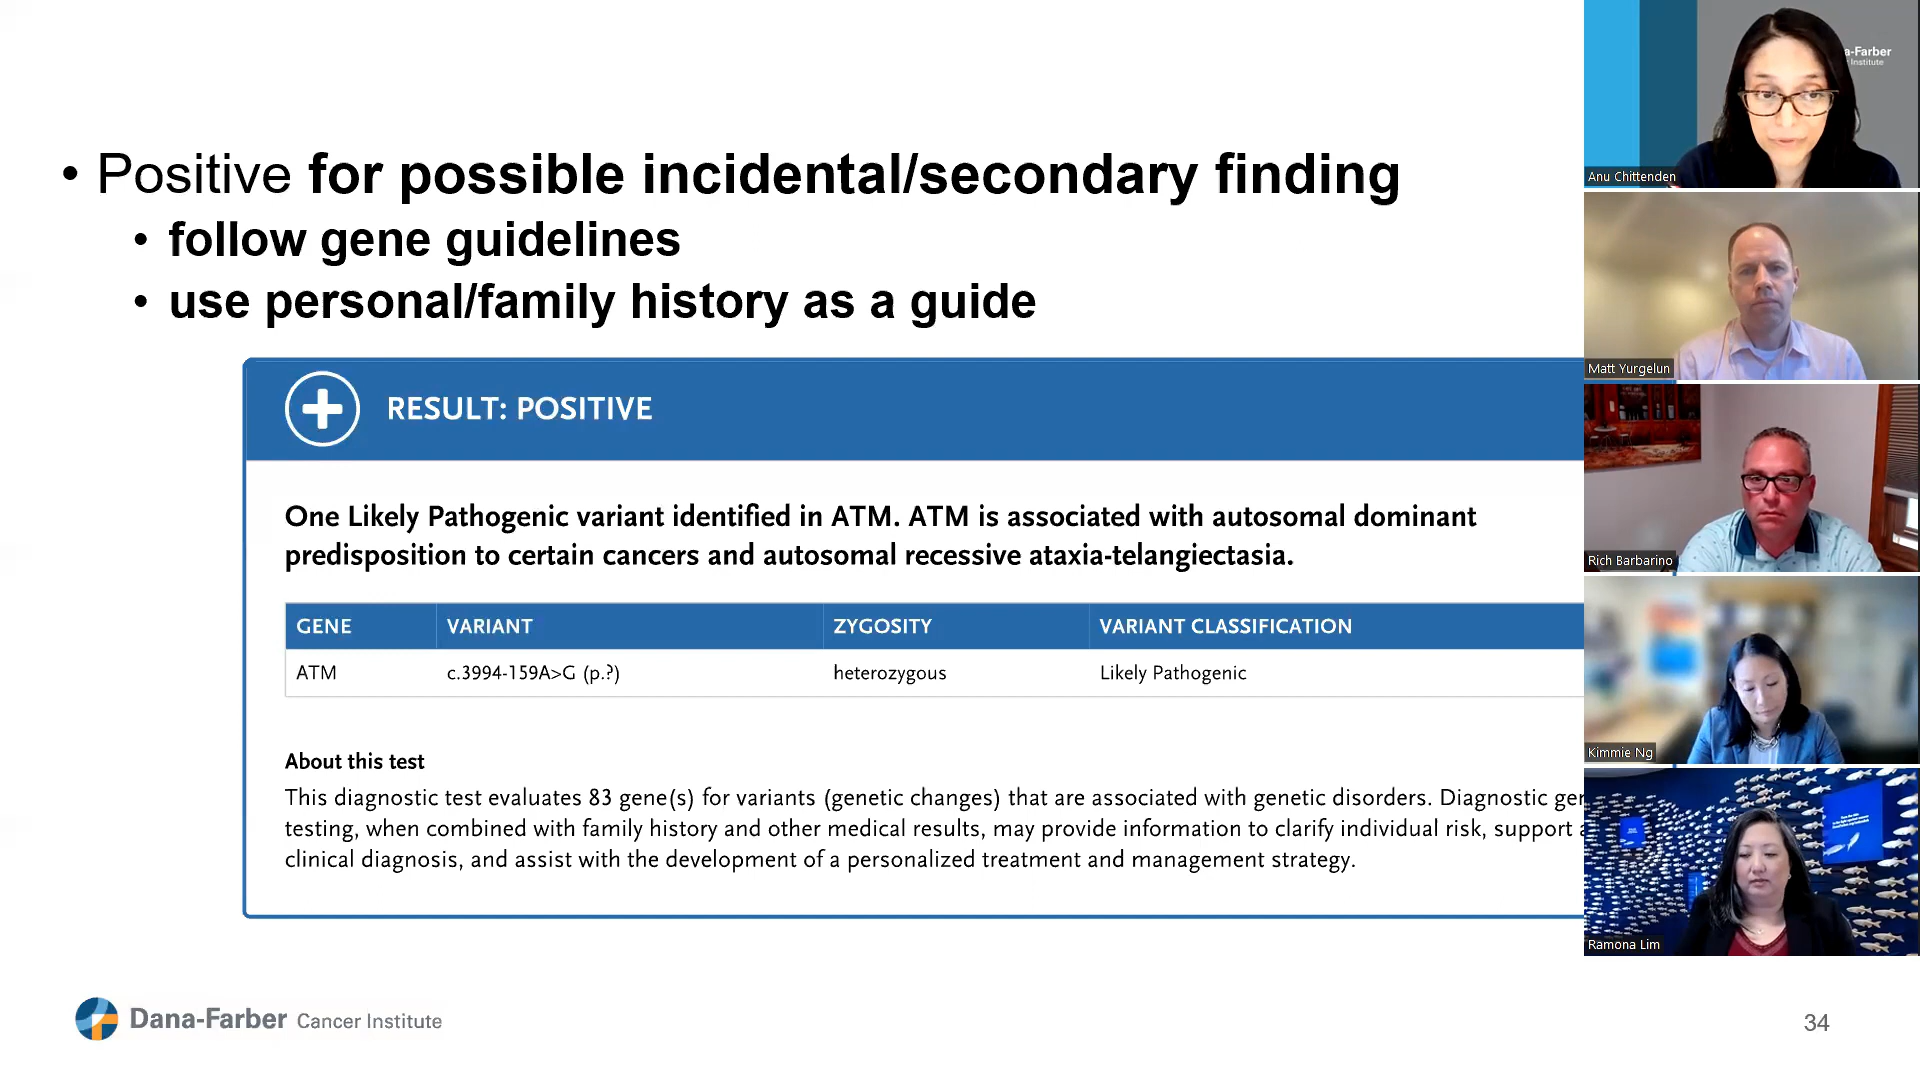 • Positive for possible incidental/secondary finding
• follow gene guidelines
• use personal/family history as a guide
RESULT: POSITIVE
One Likely Pathogenic variant identified in ATM. ATM is associated with autosomal dominant
predisposition to certain cancers and autosomal recessive ataxia-telangiectasia.
GENE VARIANT ZYGOSITY VARIANT CLASSIFICATION
ATM c.3994-159A>G (p.?) heterozygous Likely Pathogenic
About this test
This diagnostic test evaluates 83 gene(s) for variants (genetic changes) that are associated with genetic disorders. Diagnostic
testing, when combined with family history and other medical results, may provide information to clarify individual risk, support
clinical diagnosis, and assist with the development of a personalized treatment and management strategy.
Dana-Farber Cancer Institute
34
a-Farber
Institute
Anu Chittenden
Matt Yurgelun
Rich Barbarino
Kimmie Ng
Ramona Lim